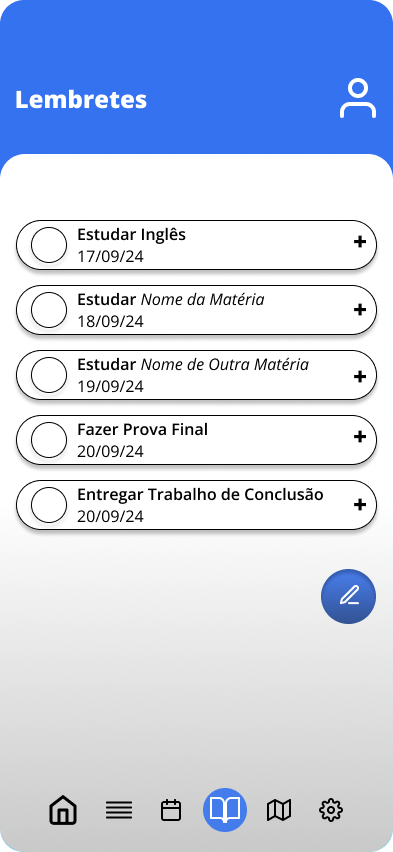 Lembretes
Estudar Inglês
17/09/24
Estudar Nome da Matéria
18/09/24
Estudar Nome de Outra Matéria
19/09/24
Fazer Prova Final
20/09/24
Entregar Trabalho de Conclusão
20/09/24